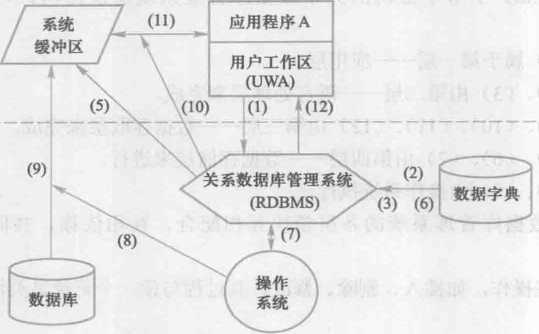 系统
缓冲区
(11)
应用程序A
用户工作区
(UWA)
(5)
(10)
(1)
(12)
(9)
关系数据库管理系统
(RDBMS)
(2)
(3)
(6)
数据字典
(8)
(7)
数据库
操作
系统